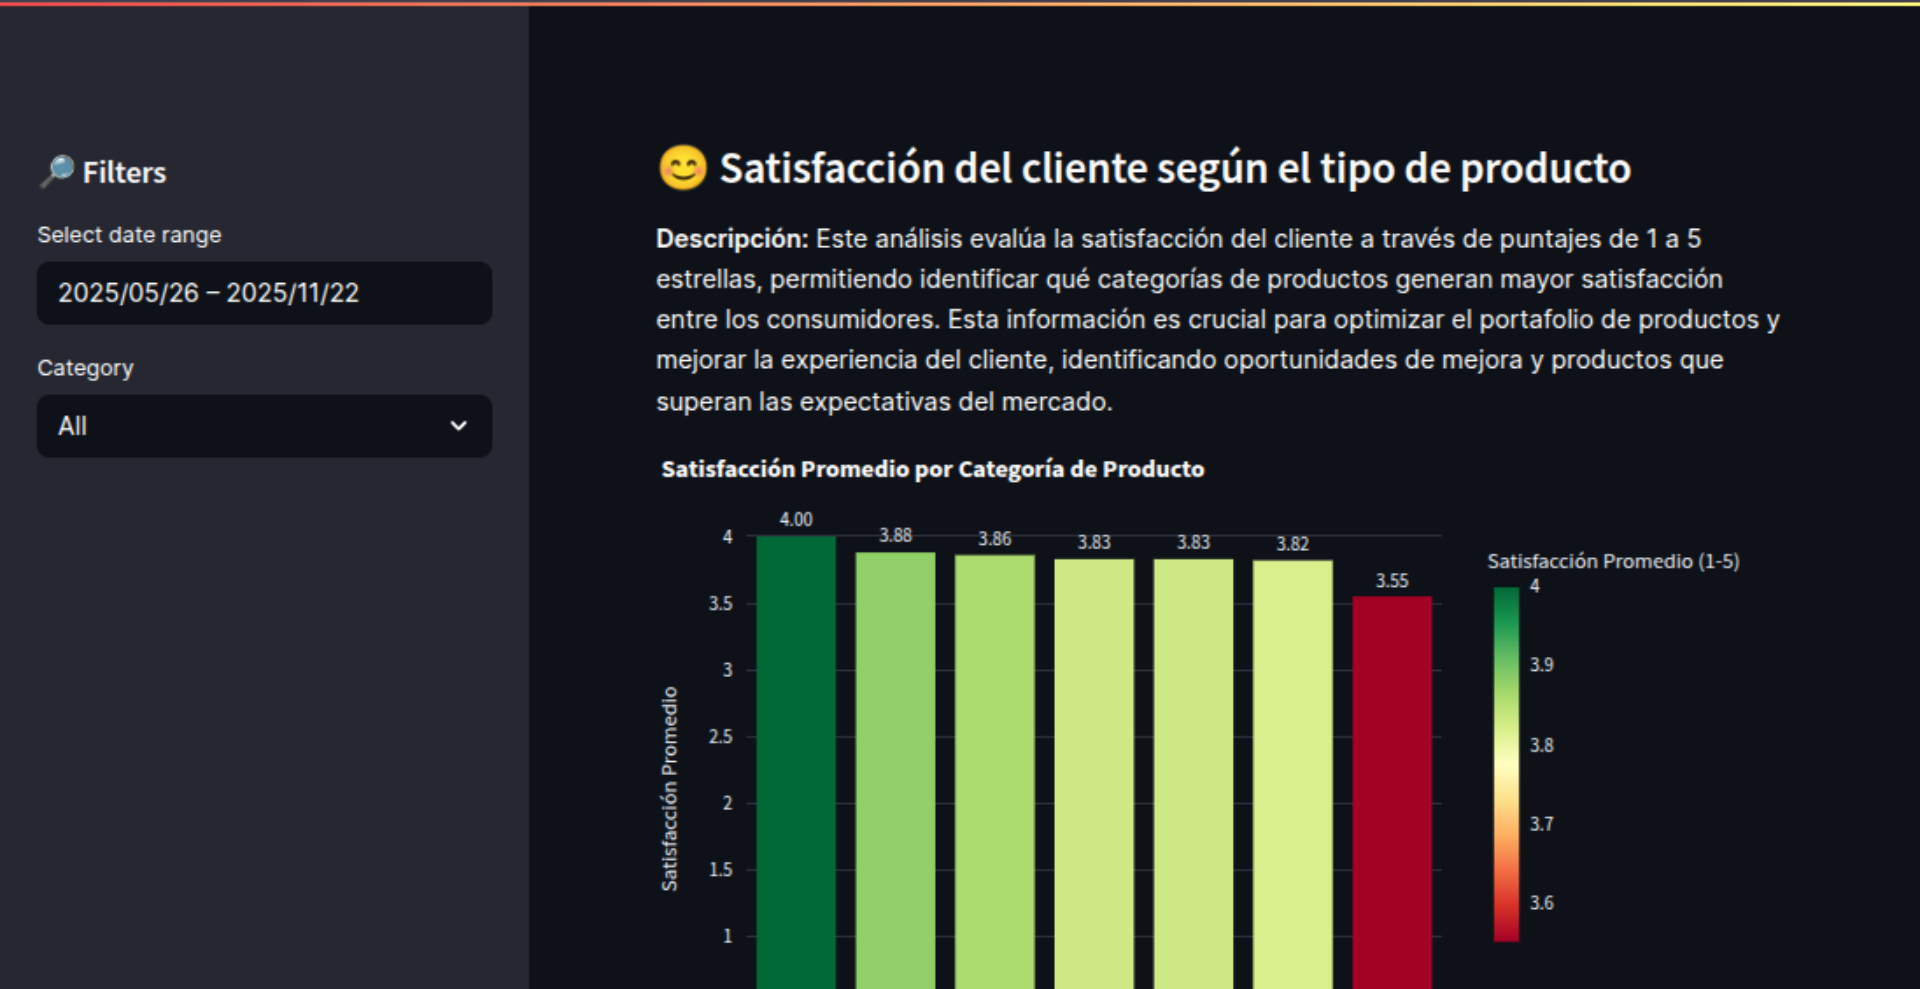 🔎 Filters
Select date range
2025/05/26 – 2025/11/22
Category
All
😊 Satisfacción del cliente según el tipo de producto
Descripción: Este análisis evalúa la satisfacción del cliente a través de puntajes de 1 a 5
estrellas, permitiendo identificar qué categorías de productos generan mayor satisfacción
entre los consumidores. Esta información es crucial para optimizar el portafolio de productos y
mejorar la experiencia del cliente, identificando oportunidades de mejora y productos que
superan las expectativas del mercado.
Satisfacción Promedio por Categoría de Producto
4.00
3.88
3.86
3.83
3.83
3.82
3.55
4
3.5
3
2.5
2
1.5
1
Satisfacción Promedio
Satisfacción Promedio (1-5)
4
3.9
3.8
3.7
3.6